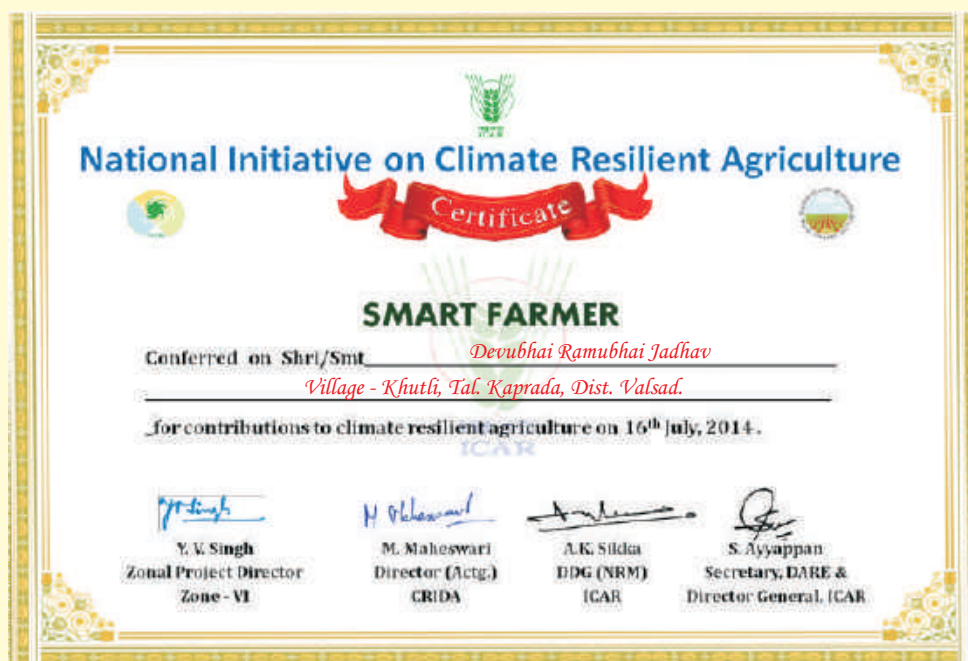 ICAR
National Initiative on Climate Resilient Agriculture
Certificate
SMART FARMER
Conferred on Shri/Smt Devubhai Ramubhai Jadhav
Village - Khutli, Tal. Kaprada, Dist. Valsad.
for contributions to climate resilient agriculture on 16th July, 2014.
ICAR
Y. V. Singh
Zonal Project Director
Zone - VI
M. Maheswari
Director (Actg.)
CRIDA
A.K. Sikka
DDG (NRM)
ICAR
S. Ayyappan
Secretary, DARE &
Director General, ICAR